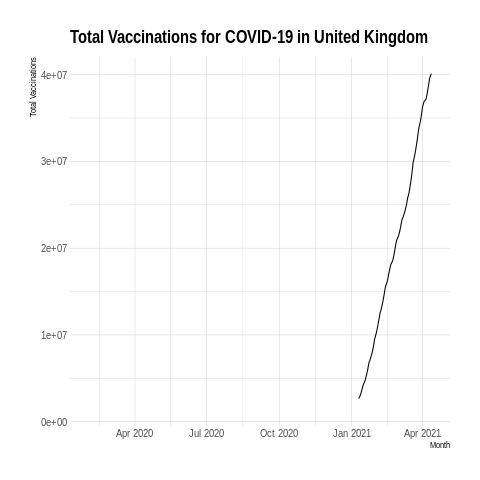 Total Vaccinations for COVID-19 in United Kingdom
Total Vaccinations
4e+07
3e+07
2e+07
1e+07
0e+00
Apr 2020 Jul 2020 Oct 2020 Jan 2021 Apr 2021
Month